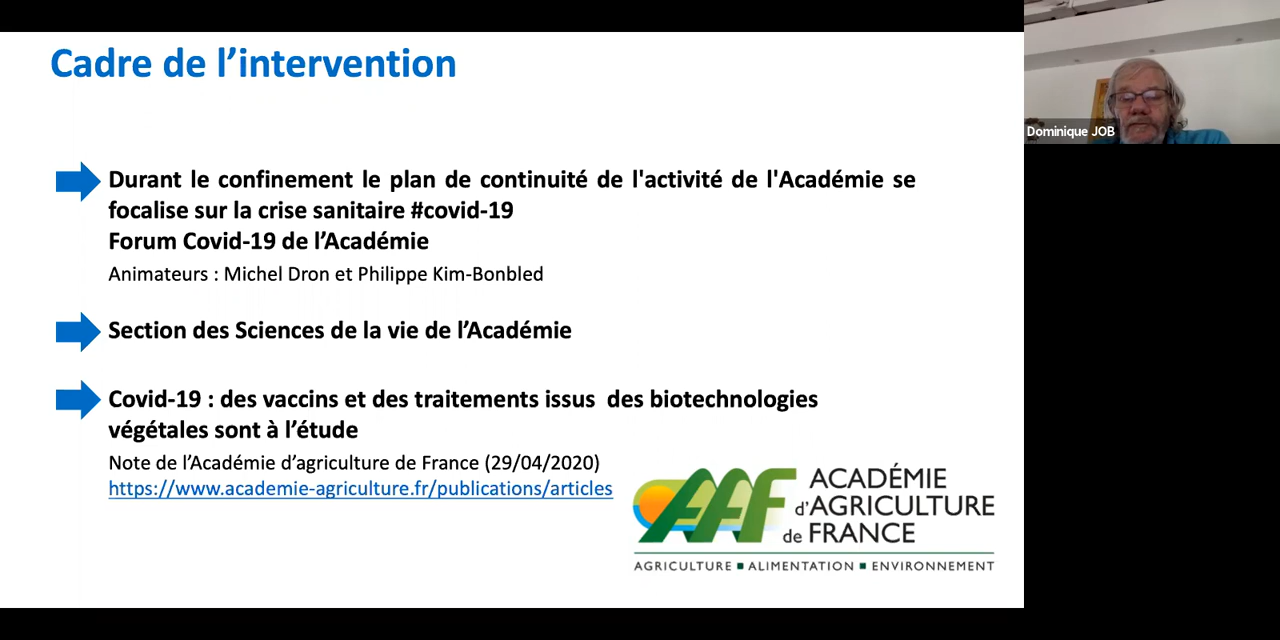 Cadre de l’intervention
Durant le confinement le plan de continuité de l'activité de l'Académie se
focalise sur la crise sanitaire #covid-19
Forum Covid-19 de l’Académie
Animateurs : Michel Dron et Philippe Kim-Bonbled
Section des Sciences de la vie de l’Académie
Covid-19 : des vaccins et des traitements issus  des biotechnologies
végétales sont à l’étude
Note de l’Académie d’agriculture de France (29/04/2020)
https://www.academie-agriculture.fr/publications/articles
AAF
ACADÉMIE
d’AGRICULTURE
de FRANCE
AGRICULTURE ■ ALIMENTATION ■ ENVIRONNEMENT
Dominique JOB